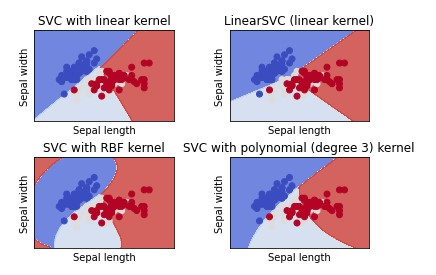 SVC with linear kernel
LinearSVC (linear kernel)
Sepal width
Sepal length
Sepal width
Sepal length
SVC with RBF kernel
SVC with polynomial (degree 3) kernel
Sepal width
Sepal length
Sepal width
Sepal length